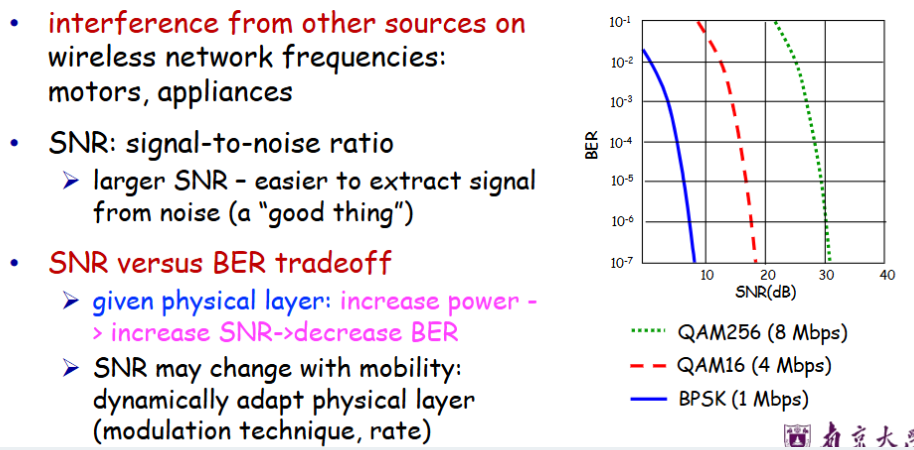 • interference from other sources on
wireless network frequencies:
motors, appliances
• SNR: signal-to-noise ratio
➢ larger SNR – easier to extract signal
from noise (a “good thing”)
• SNR versus BER tradeoff
➢ given physical layer: increase power -
> increase SNR->decrease BER
➢ SNR may change with mobility:
dynamically adapt physical layer
(modulation technique, rate)
10⁻¹
10⁻²
10⁻³
10⁻⁴
10⁻⁵
10⁻⁶
10⁻⁷
BER
10 20 30 40
SNR(dB)
QAM256 (8 Mbps)
QAM16 (4 Mbps)
BPSK (1 Mbps)
南京大